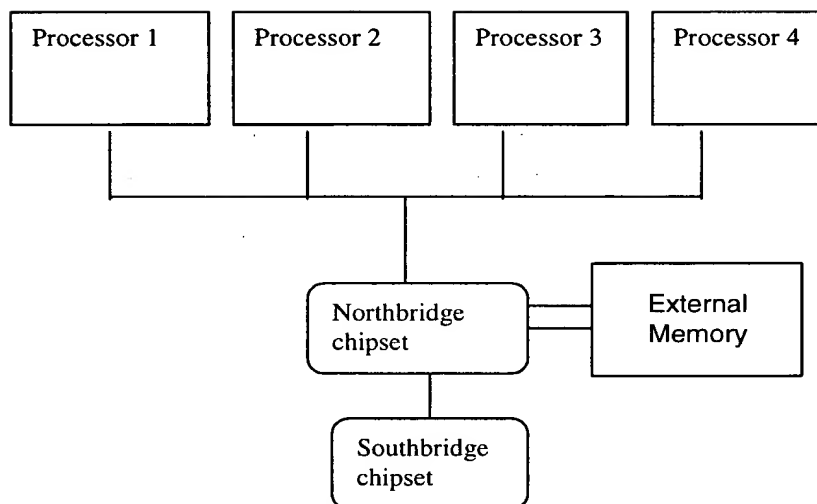 Processor 1
Processor 2
Processor 3
Processor 4
Northbridge
chipset
External
Memory
Southbridge
chipset